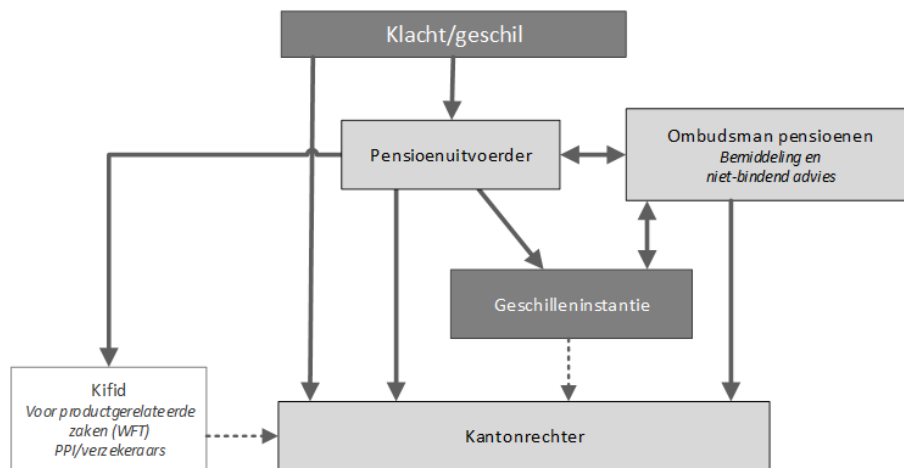 Klacht/geschil
Pensioenuitvoerder
Ombudsman pensioenen
Bemiddeling en
niet-bindend advies
Geschilleninstantie
Kifid
Voor productgerelateerde
zaken (WFT)
PPI/verzekeraars
Kantonrechter